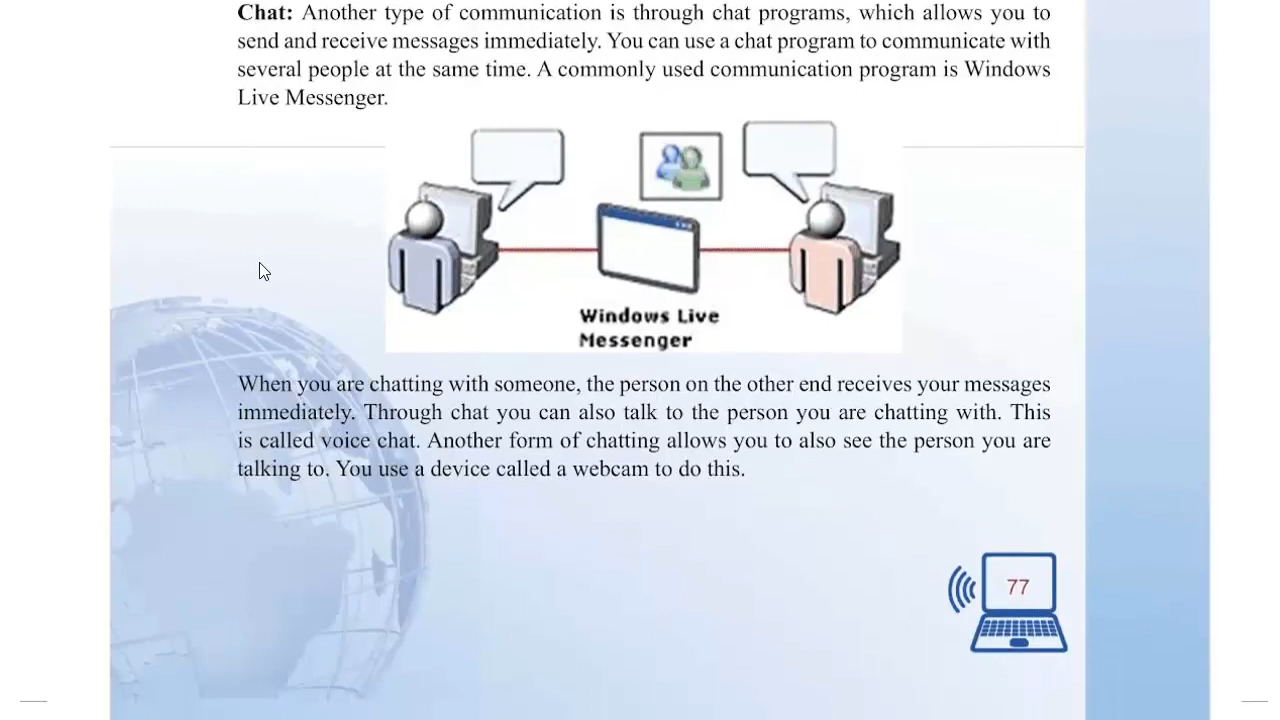 Chat: Another type of communication is through chat programs, which allows you to
send and receive messages immediately. You can use a chat program to communicate with
several people at the same time. A commonly used communication program is Windows
Live Messenger.
Windows Live
Messenger
When you are chatting with someone, the person on the other end receives your messages
immediately. Through chat you can also talk to the person you are chatting with. This
is called voice chat. Another form of chatting allows you to also see the person you are
talking to. You use a device called a webcam to do this.
77